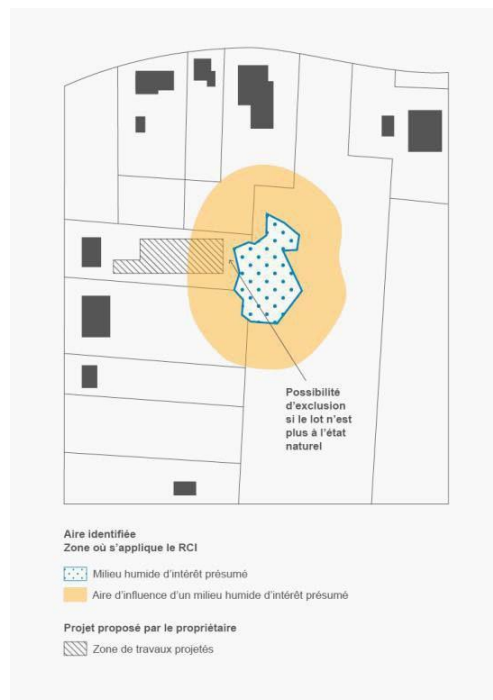 Possibilité
d'exclusion
si le lot n'est
plus à l'état
naturel
Aire identifiée
Zone où s'applique le RCI
Milieu humide d'intérêt présumé
Aire d'influence d'un milieu humide d'intérêt présumé
Projet proposé par le propriétaire
Zone de travaux projetés